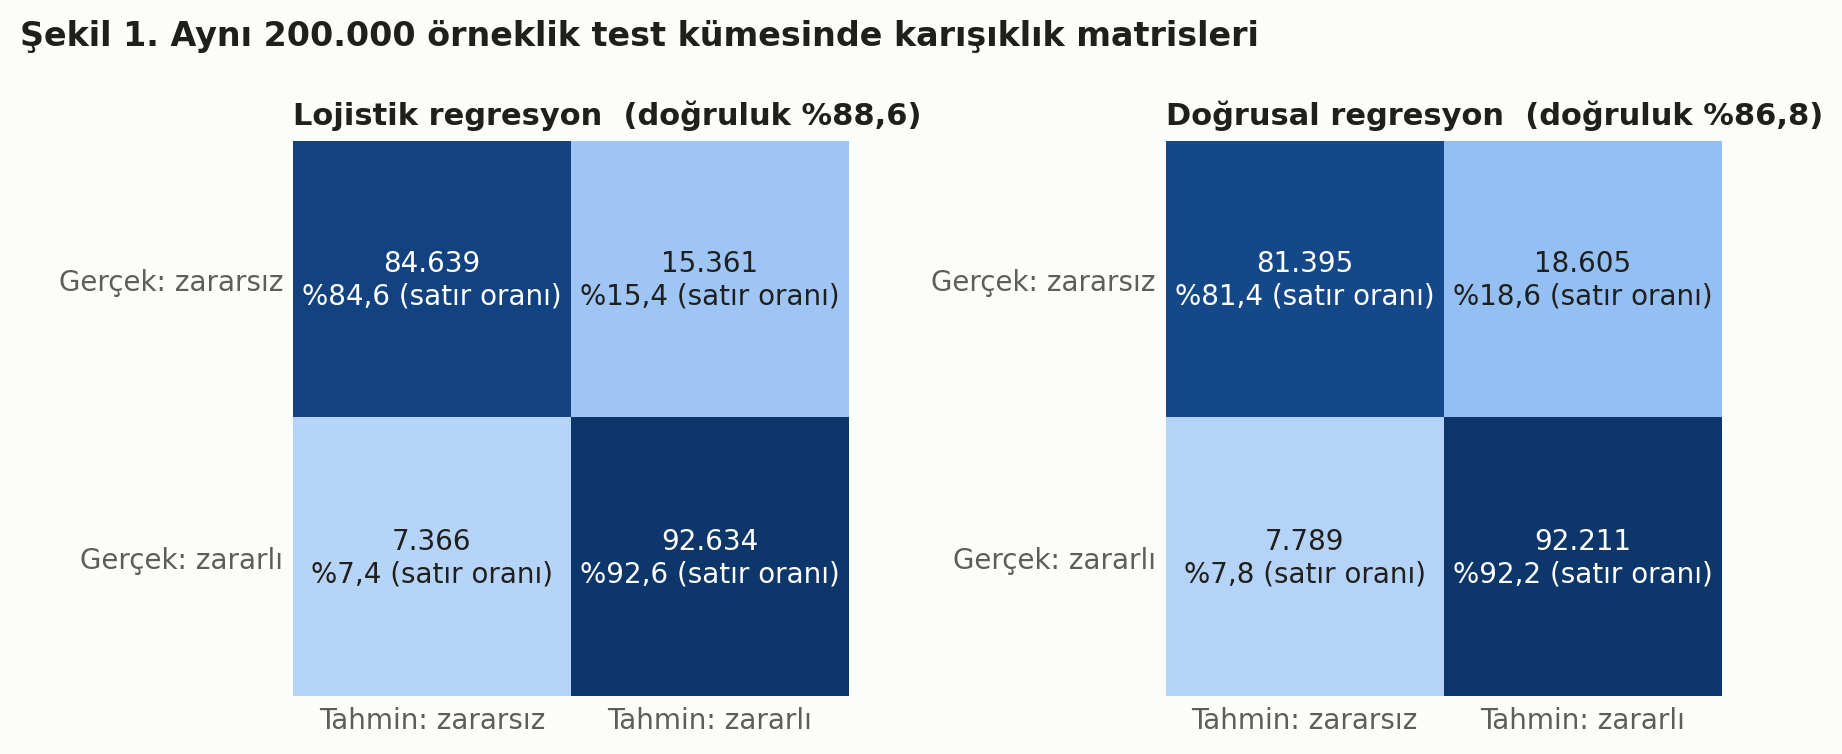 Şekil 1. Aynı 200.000 örneklik test kümesinde karışıklık matrisleri
Lojistik regresyon (doğruluk %88,6)
Gerçek: zararsız
84.639
%84,6 (satır oranı)
15.361
%15,4 (satır oranı)
Gerçek: zararlı
7.366
%7,4 (satır oranı)
92.634
%92,6 (satır oranı)
Tahmin: zararsız
Tahmin: zararlı
Doğrusal regresyon (doğruluk %86,8)
Gerçek: zararsız
81.395
%81,4 (satır oranı)
18.605
%18,6 (satır oranı)
Gerçek: zararlı
7.789
%7,8 (satır oranı)
92.211
%92,2 (satır oranı)
Tahmin: zararsız
Tahmin: zararlı